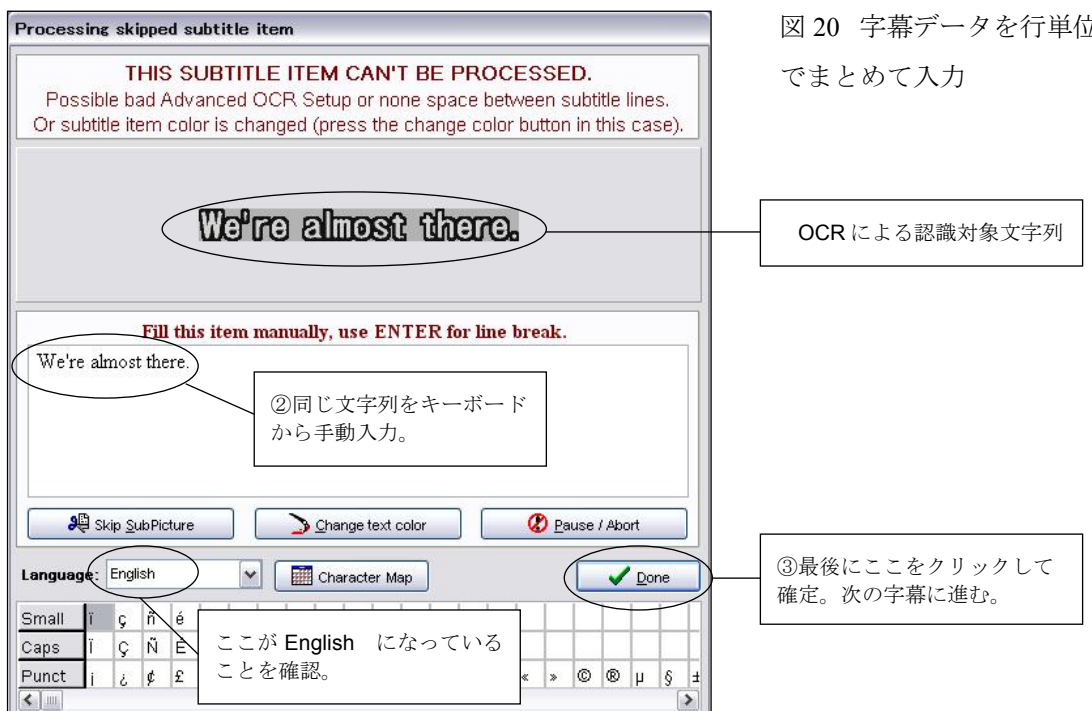 Processing skipped subtitle item
図 20 字幕データを行単位
でまとめて入力
THIS SUBTITLE ITEM CAN'T BE PROCESSED.
Possible bad Advanced OCR Setup or none space between subtitle lines.
Or subtitle item color is changed (press the change color button in this case).
We're almost there.
OCR による認識対象文字列
Fill this item manually, use ENTER for line break.
We're almost there.
②同じ文字列をキーボード
から手動入力。
Skip SubPicture
Change text color
Pause / Abort
Language: English
Character Map
Done
③最後にここをクリックして
確定。次の字幕に進む。
Small ï ç ñ é
Caps Ï Ç Ñ É
Punct ¡ ¿ ¢ £ « » © ® µ § ±
ここが English になっている
ことを確認。